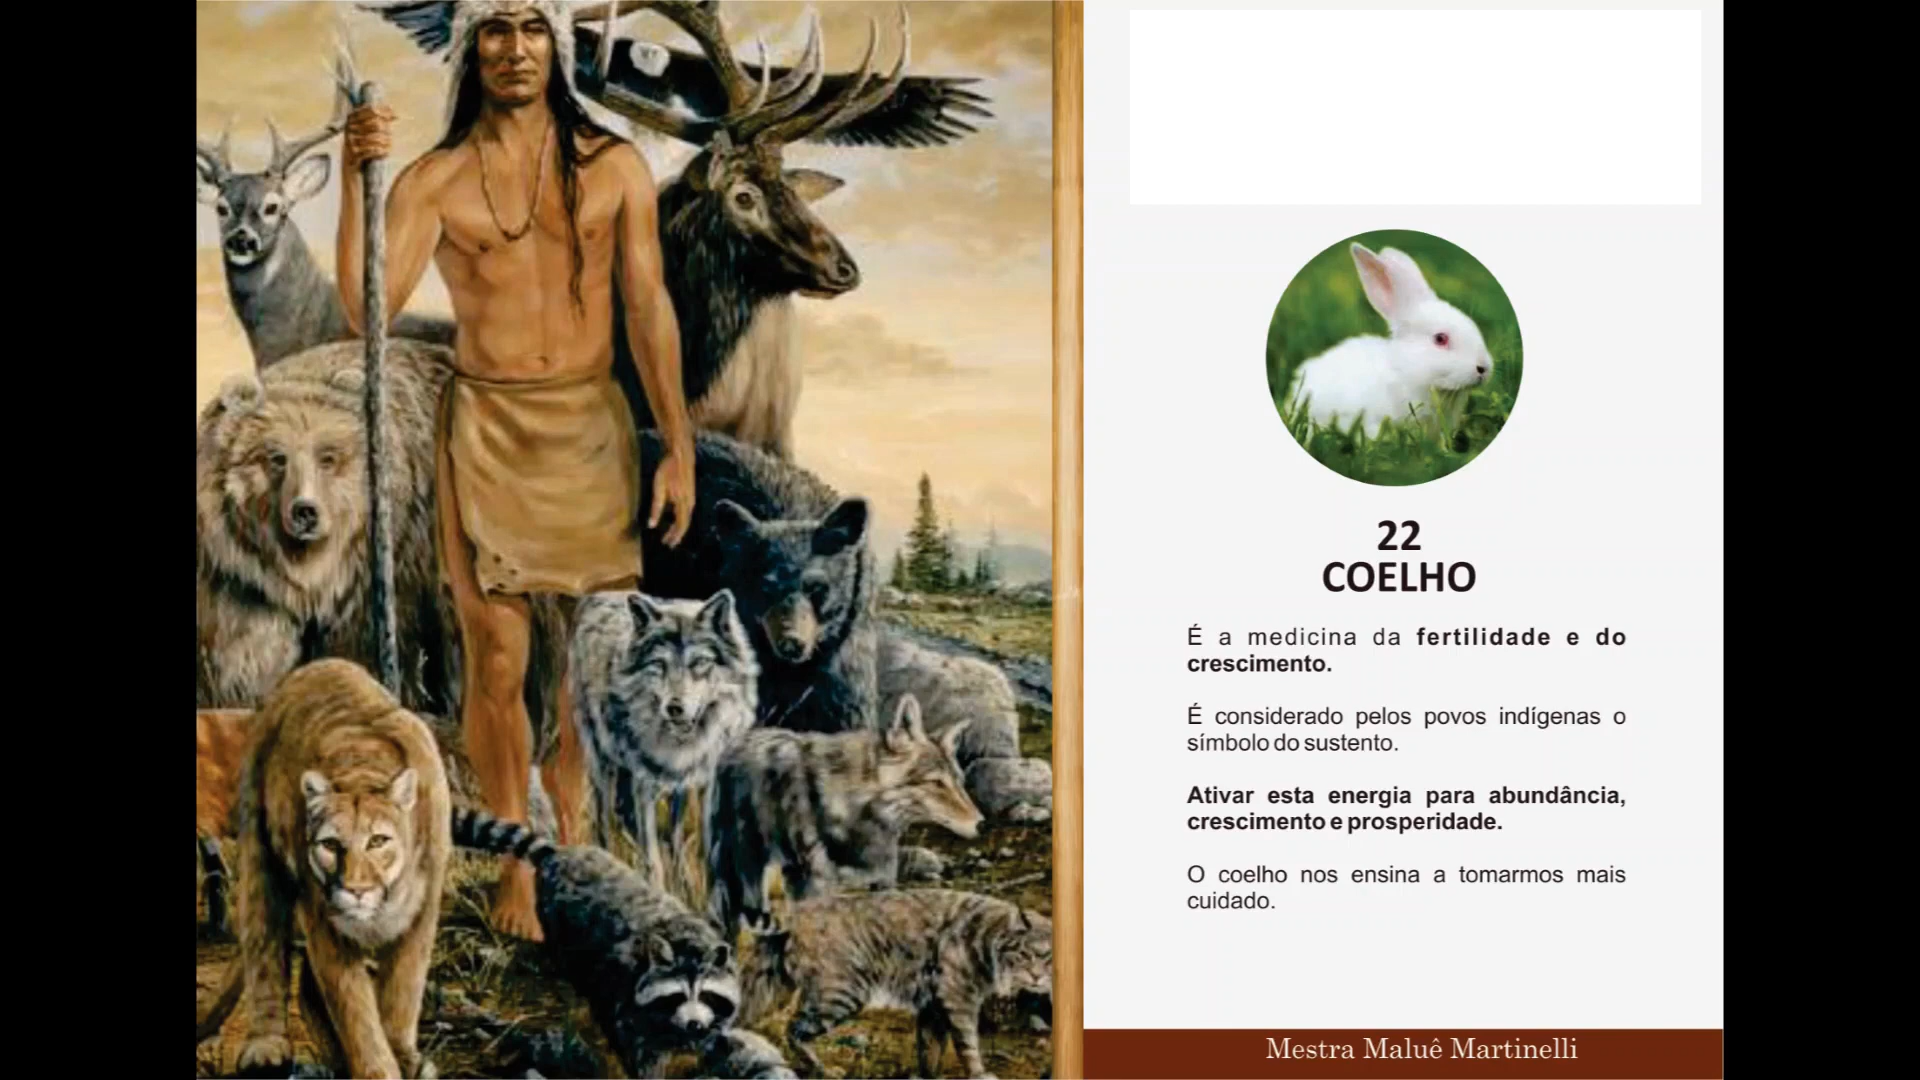 22
COELHO
É a medicina da fertilidade e do
crescimento.
É considerado pelos povos indígenas o
símbolo do sustento.
Ativar esta energia para abundância,
crescimento e prosperidade.
O coelho nos ensina a tomarmos mais
cuidado.
Mestra Maluê Martinelli